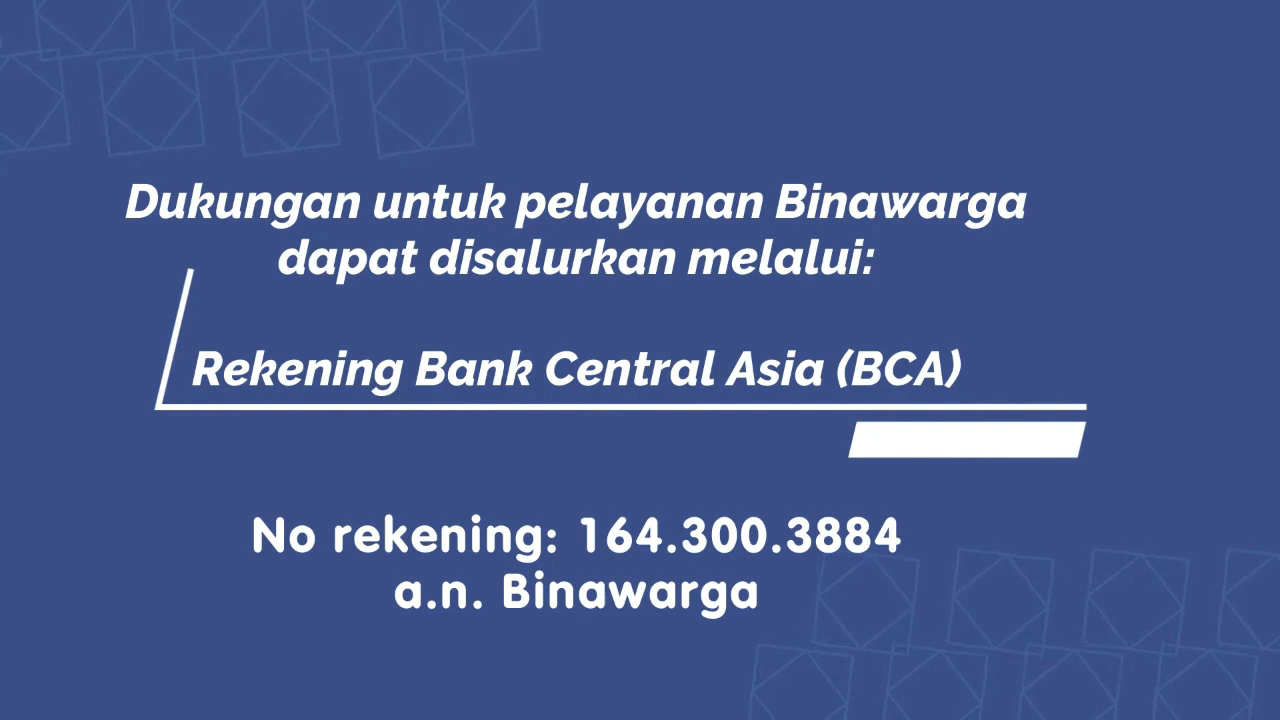 Dukungan untuk pelayanan Binawarga
dapat disalurkan melalui:
Rekening Bank Central Asia (BCA)
No rekening: 164.300.3884
a.n. Binawarga